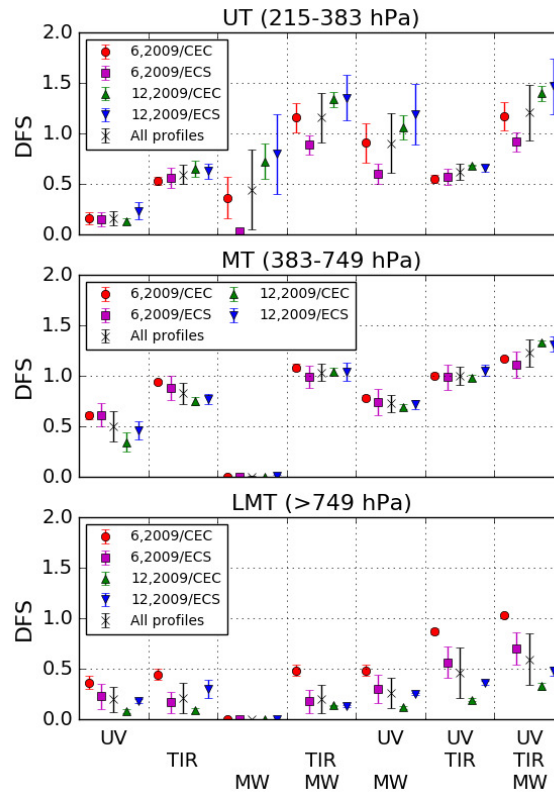 UT (215-383 hPa)
2.0
1.5
1.0
0.5
0.0
DFS
6,2009/CEC
6,2009/ECS
12,2009/CEC
12,2009/ECS
All profiles
MT (383-749 hPa)
2.0
1.5
1.0
0.5
0.0
DFS
6,2009/CEC 12,2009/CEC
6,2009/ECS 12,2009/ECS
All profiles
LMT (>749 hPa)
2.0
1.5
1.0
0.5
0.0
DFS
6,2009/CEC
6,2009/ECS
12,2009/CEC
12,2009/ECS
All profiles
UV UV UV UV
TIR TIR TIR TIR
MW MW MW MW